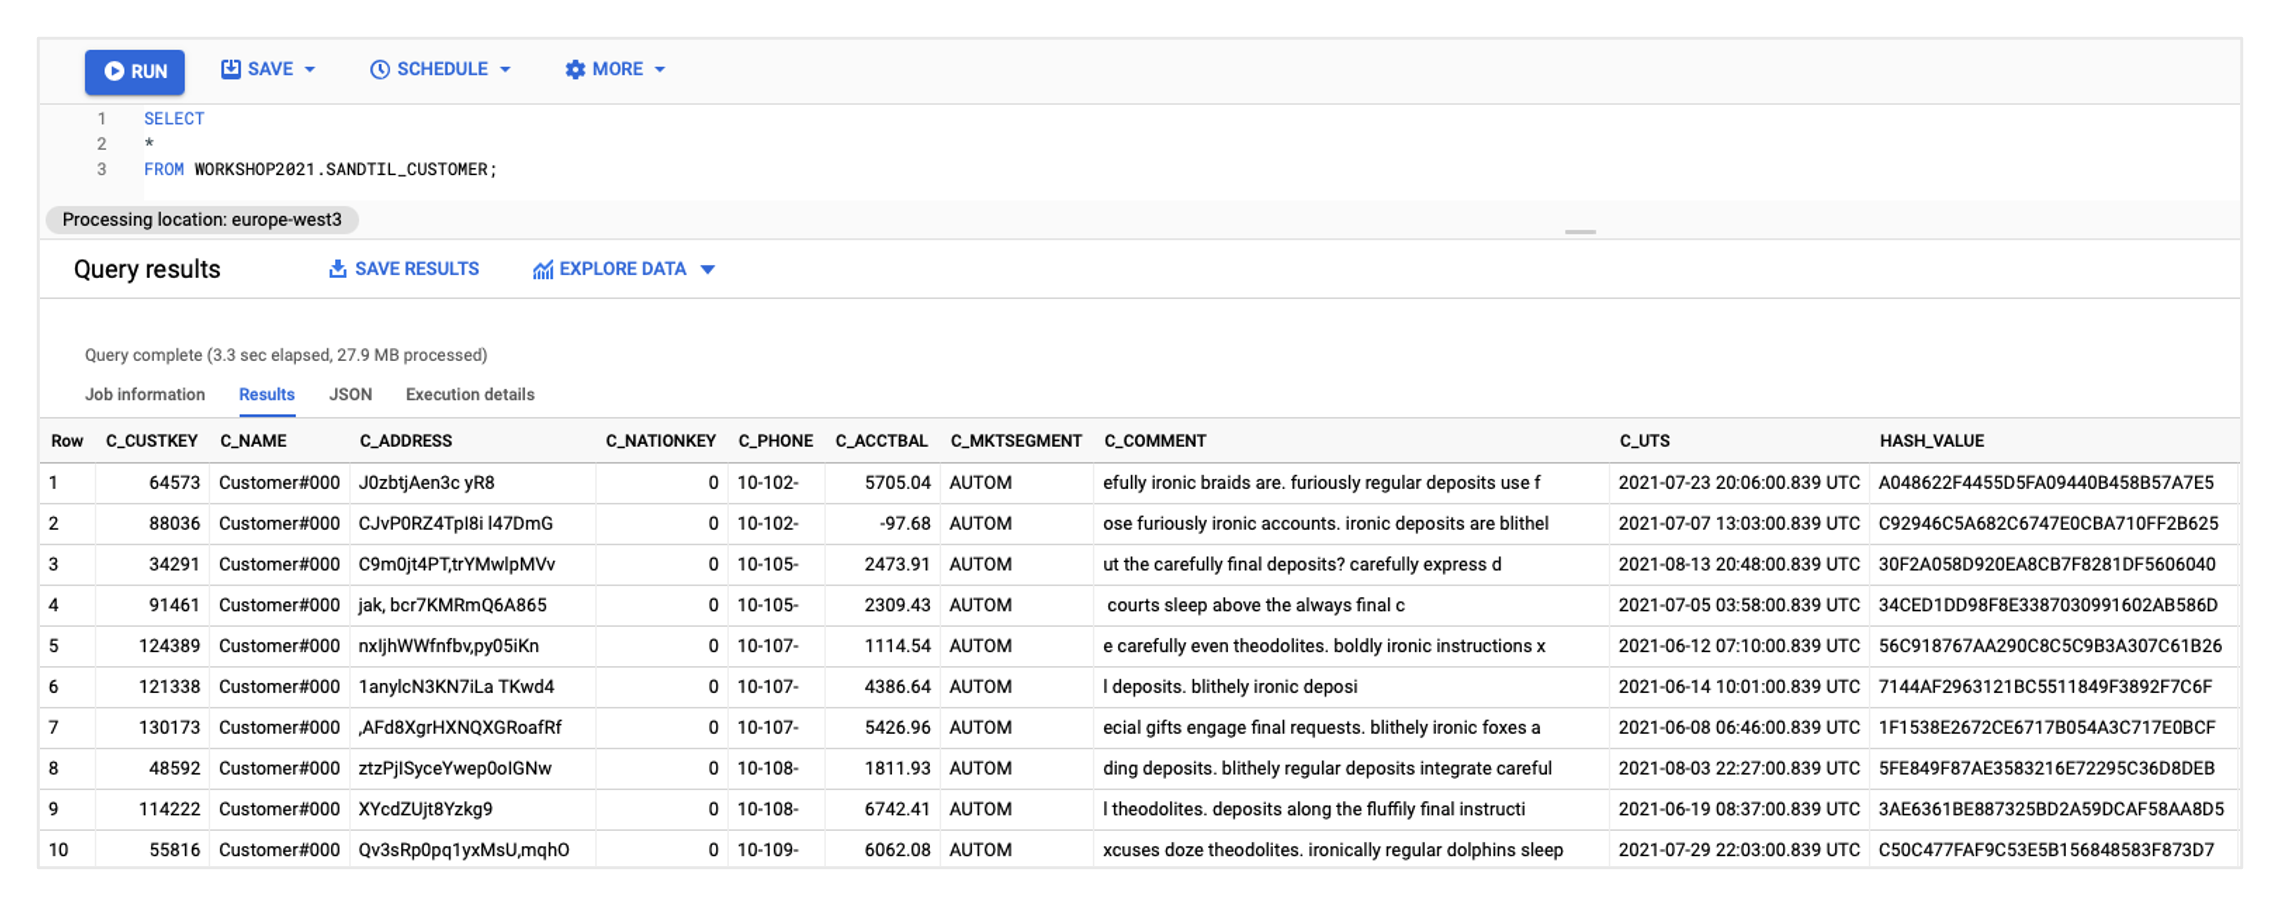 RUN SAVE SCHEDULE MORE
1 SELECT
2 *
3 FROM WORKSHOP2021.SANDTIL_CUSTOMER;
Processing location: europe-west3
Query results SAVE RESULTS EXPLORE DATA
Query complete (3.3 sec elapsed, 27.9 MB processed)
Job information Results JSON Execution details
Row C_CUSTKEY C_NAME C_ADDRESS C_NATIONKEY C_PHONE C_ACCTBAL C_MKTSEGMENT C_COMMENT C_UTS HASH_VALUE
1 64573 Customer#000 J0zbtjAen3c yR8 0 10-102- 5705.04 AUTOM efully ironic braids are. furiously regular deposits use f 2021-07-23 20:06:00.839 UTC A048622F4455D5FA09440B458B57A7E5
2 88036 Customer#000 CJvP0RZ4TpI8i l47DmG 0 10-102- -97.68 AUTOM ose furiously ironic accounts. ironic deposits are blithel 2021-07-07 13:03:00.839 UTC C92946C5A682C6747E0CBA710FF2B625
3 34291 Customer#000 C9m0jt4PT,trYMwlpMVv 0 10-105- 2473.91 AUTOM ut the carefully final deposits? carefully express d 2021-08-13 20:48:00.839 UTC 30F2A058D920EA8CB7F8281DF5606040
4 91461 Customer#000 jak, bcr7KMRmQ6A865 0 10-105- 2309.43 AUTOM courts sleep above the always final c 2021-07-05 03:58:00.839 UTC 34CED1DD98F8E3387030991602AB586D
5 124389 Customer#000 nxIjhWWfnfbv,py05iKn 0 10-107- 1114.54 AUTOM e carefully even theodolites. boldly ironic instructions x 2021-06-12 07:10:00.839 UTC 56C918767AA290C8C5C9B3A307C61B26
6 121338 Customer#000 1anylcN3KN7iLa TKwd4 0 10-107- 4386.64 AUTOM l deposits. blithely ironic deposi 2021-06-14 10:01:00.839 UTC 7144AF2963121BC5511849F3892F7C6F
7 130173 Customer#000 ,AFd8XgrHXNQXGRoafRf 0 10-107- 5426.96 AUTOM ecial gifts engage final requests. blithely ironic foxes a 2021-06-08 06:46:00.839 UTC 1F1538E2672CE6717B054A3C717E0BCF
8 48592 Customer#000 ztzPjISyceYwep0oIGNw 0 10-108- 1811.93 AUTOM ding deposits. blithely regular deposits integrate careful 2021-08-03 22:27:00.839 UTC 5FE849F87AE3583216E72295C36D8DEB
9 114222 Customer#000 XYcdZUjt8Yzkg9 0 10-108- 6742.41 AUTOM l theodolites. deposits along the fluffily final instructi 2021-06-19 08:37:00.839 UTC 3AE6361BE887325BD2A59DCAF58AA8D5
10 55816 Customer#000 Qv3sRp0pq1yxMsU,mqhO 0 10-109- 6062.08 AUTOM xcuses doze theodolites. ironically regular dolphins sleep 2021-07-29 22:03:00.839 UTC C50C477FAF9C53E5B156848583F873D7